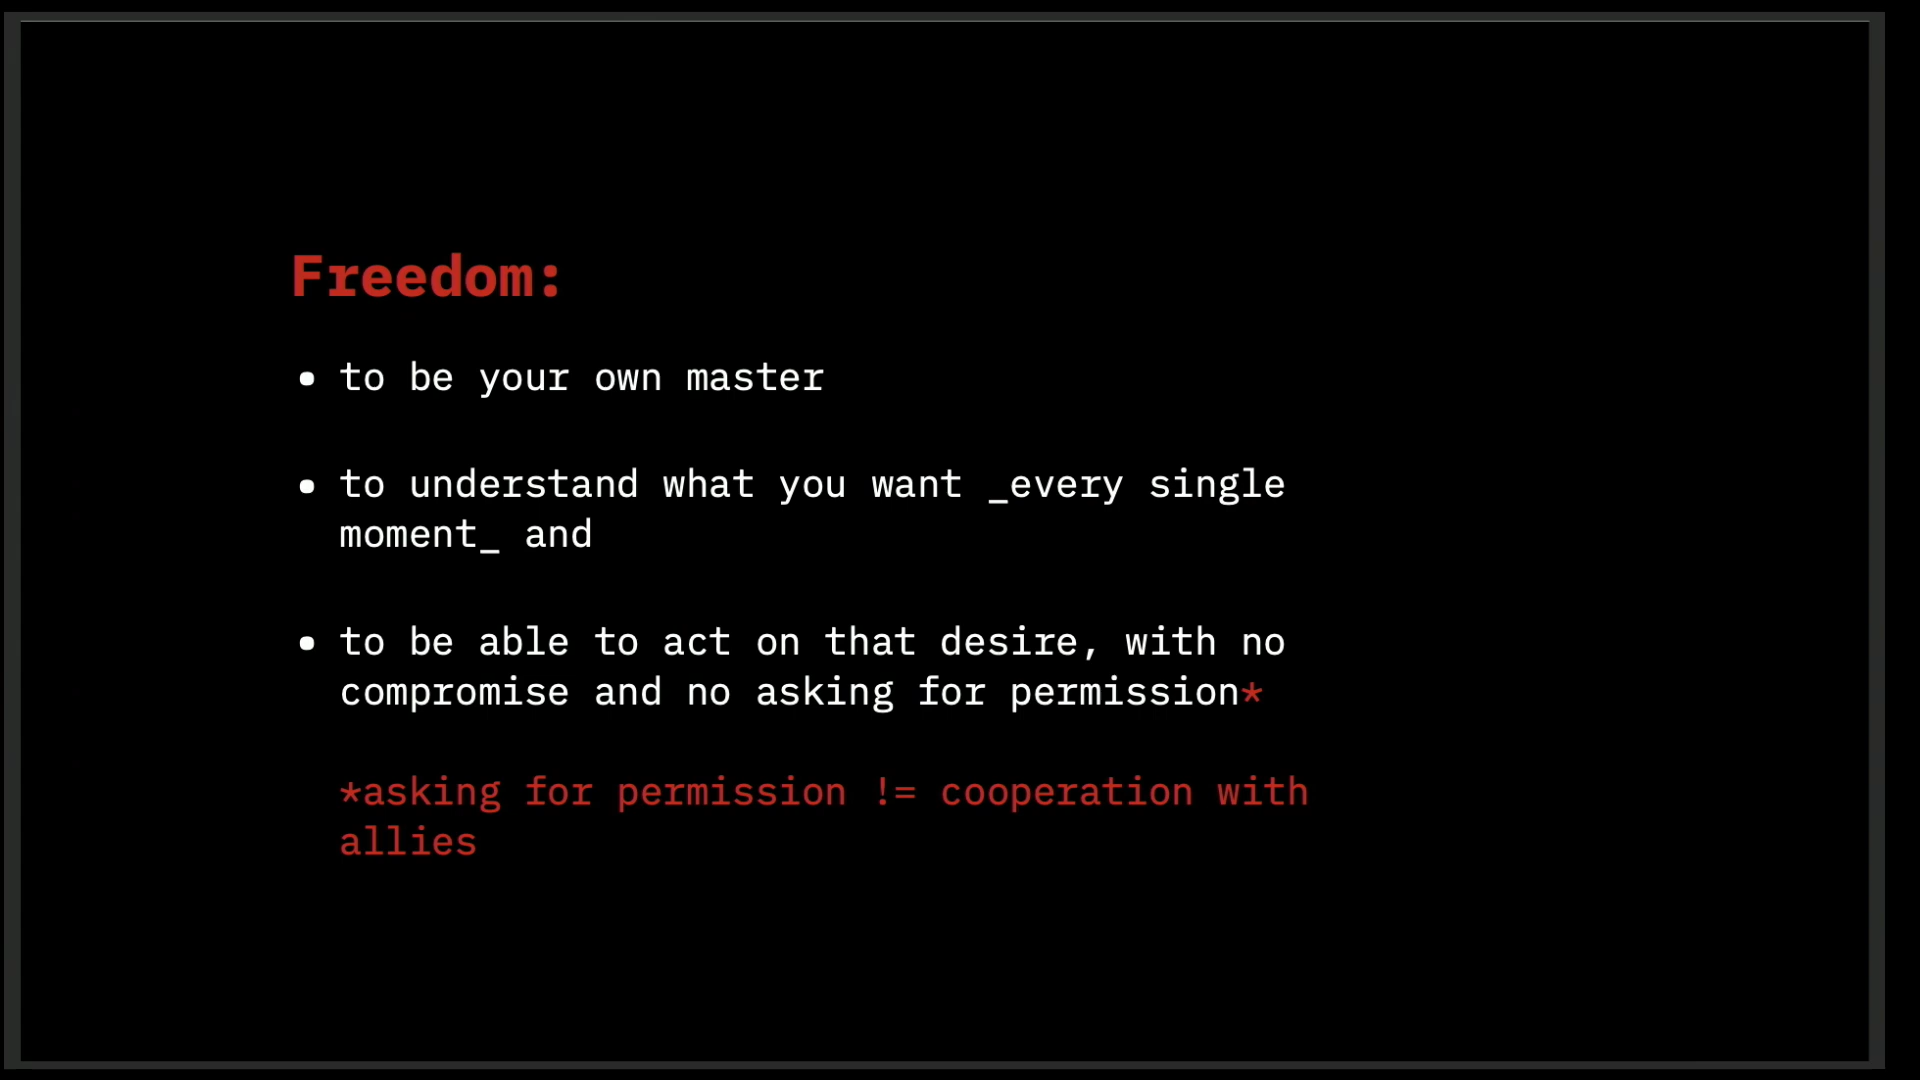 Freedom:
• to be your own master
• to understand what you want _every single
moment_ and
• to be able to act on that desire, with no
compromise and no asking for permission*
*asking for permission != cooperation with
allies